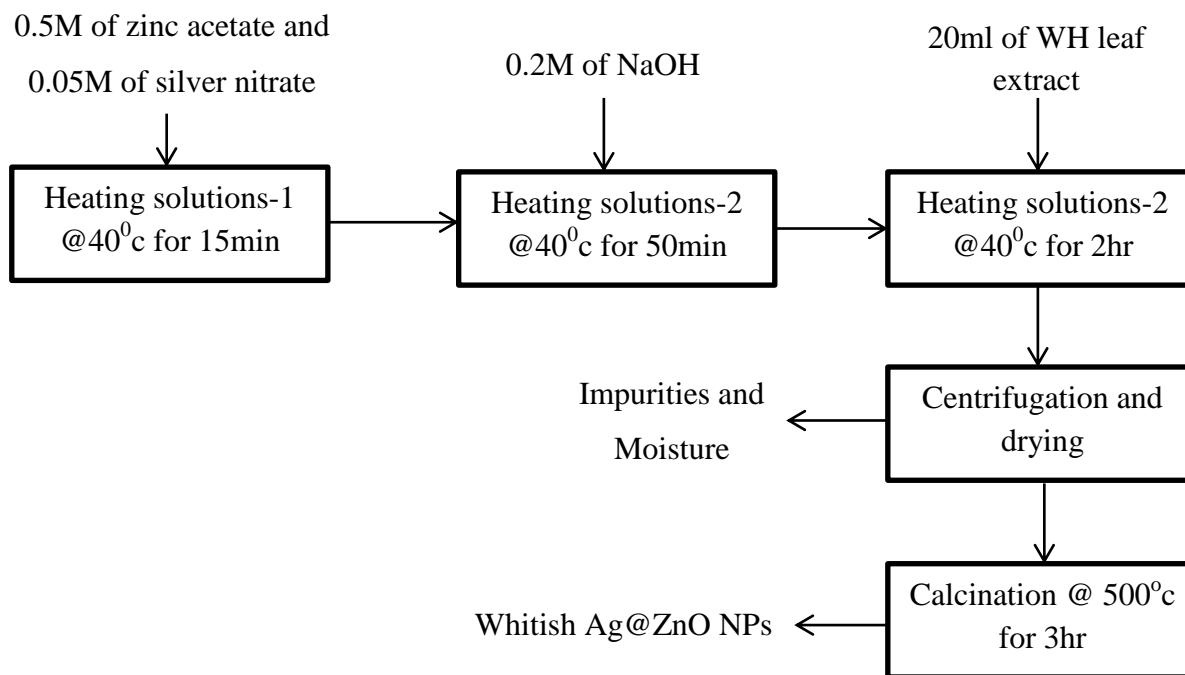 0.5M of zinc acetate and
0.05M of silver nitrate
0.2M of NaOH
20ml of WH leaf
extract
Heating solutions-1
@40⁰c for 15min
Heating solutions-2
@40⁰c for 50min
Heating solutions-2
@40⁰c for 2hr
Impurities and
Moisture
Centrifugation and
drying
Whitish Ag@ZnO NPs
Calcination @ 500ᵒc
for 3hr